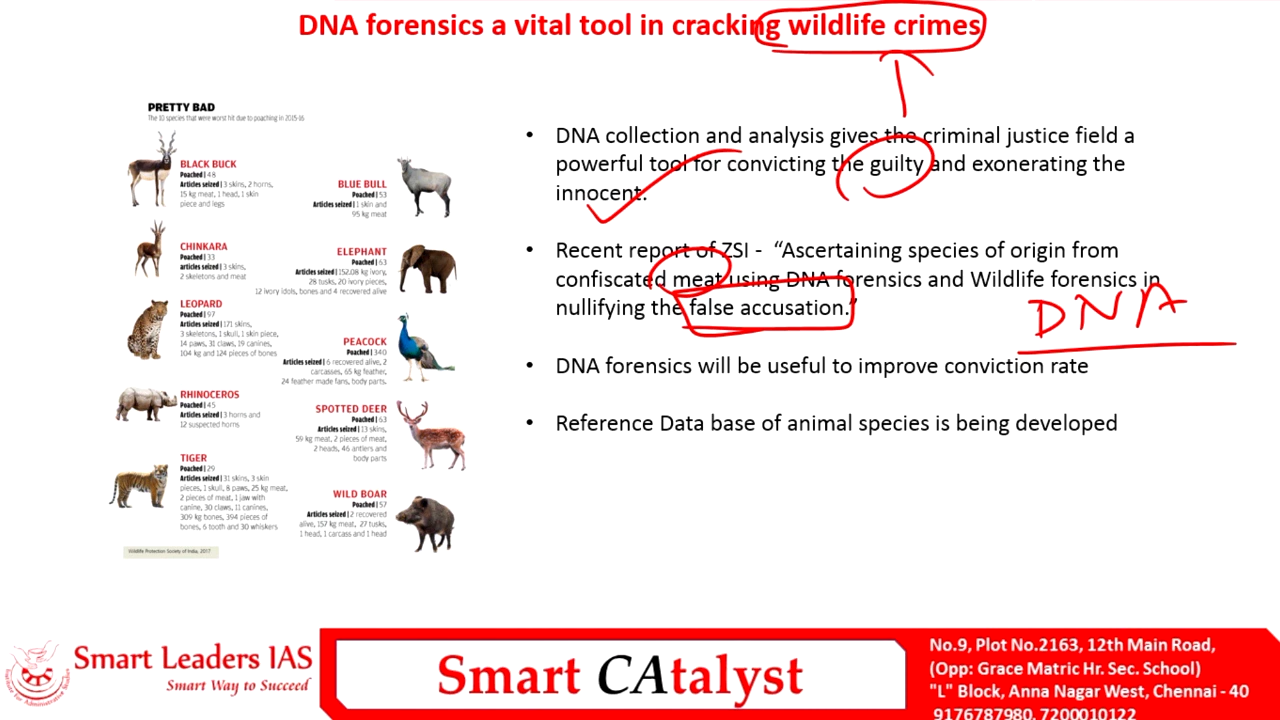 DNA forensics a vital tool in cracking wildlife crimes
PRETTY BAD
The 10 species that were worst hit due to poaching in 2015-16
BLACK BUCK
Poached | 48
Articles seized | 3 skins, 2 horns,
15 kg meat, 1 head, 1 skin
piece and legs
BLUE BULL
Poached | 53
Articles seized | 1 skin and
95 kg meat
CHINKARA
Poached | 33
articles seized | 3 skins,
2 skeletons and meat
ELEPHANT
Poached | 63
Articles seized | 152.08 kg ivory,
28 tusks, 20 ivory pieces,
12 ivory idols, bones and 4 recovered alive
LEOPARD
Poached | 97
Articles seized | 171 skins,
3 skeletons, 1 skull, 1 skin piece,
14 paws, 31 claws, 19 canines,
104 kg and 124 pieces of bones
PEACOCK
Poached | 340
Articles seized | 6 recovered alive, 2
carcasses, 65 kg feather,
24 feather made fans, body parts.
RHINOCEROS
Poached | 45
Articles seized | 3 horns and
12 suspected horns
SPOTTED DEER
Poached | 63
Articles seized | 13 skins,
59 kg meat, 2 pieces of meat,
2 heads, 46 antlers and
body parts
TIGER
Poached | 29
Articles seized | 31 skins, 3 skin
pieces, 1 skull, 8 paws, 25 kg meat,
2 pieces of meat, 1 jaw with
canine, 30 claws, 11 canines,
309 kg bones, 394 pieces of
bones, 6 tooth and 30 whiskers
WILD BOAR
Poached | 57
Articles seized | 2 recovered
alive, 157 kg meat, 27 tusks,
1 head, 1 carcass and 1 head
Wildlife Protection Society of India, 2017
• DNA collection and analysis gives the criminal justice field a
powerful tool for convicting the guilty and exonerating the
innocent.
• Recent report of ZSI - “Ascertaining species of origin from
confiscated meat using DNA forensics and Wildlife forensics in
nullifying the false accusation.”
DNA
• DNA forensics will be useful to improve conviction rate
• Reference Data base of animal species is being developed
Smart Leaders IAS
Smart Way to Succeed
Smart CAtalyst
No.9, Plot No.2163, 12th Main Road,
(Opp: Grace Matric Hr. Sec. School)
"L" Block, Anna Nagar West, Chennai - 40
9176787980, 7200010122